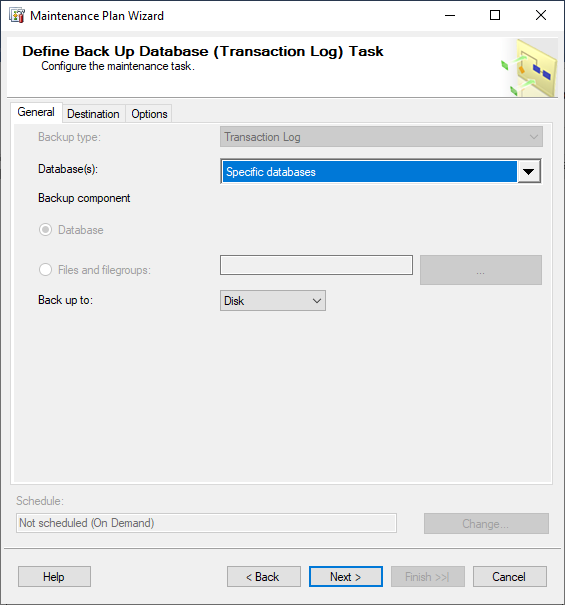 Maintenance Plan Wizard
Define Back Up Database (Transaction Log) Task
Configure the maintenance task.
General Destination Options
Backup type: Transaction Log
Database(s): Specific databases
Backup component
Database
Files and filegroups: ...
Back up to: Disk
Schedule:
Not scheduled (On Demand) Change...
Help < Back Next > Finish >>| Cancel